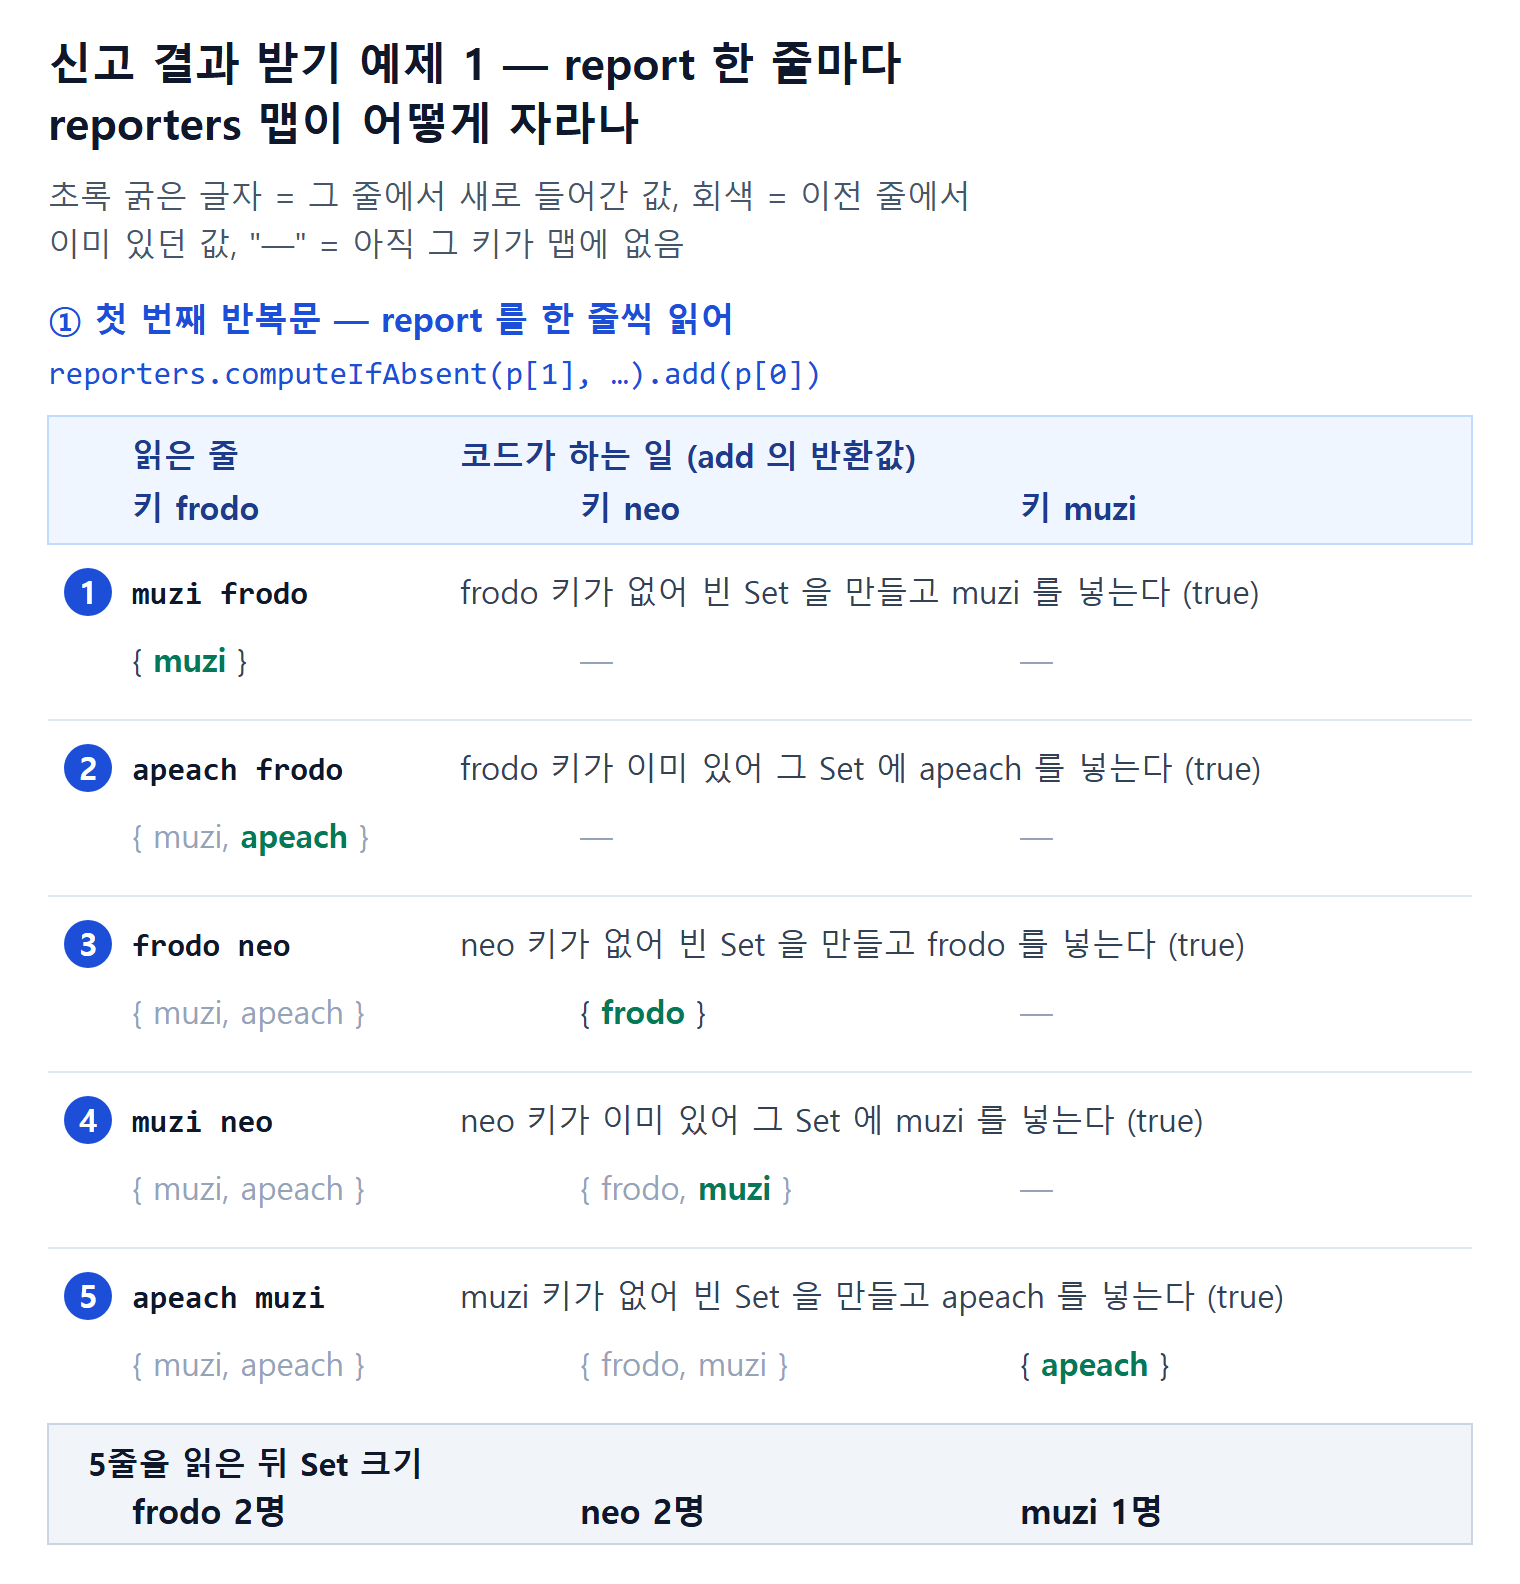 신고 결과 받기 예제 1 — report 한 줄마다
reporters 맵이 어떻게 자라나
초록 굵은 글자 = 그 줄에서 새로 들어간 값, 회색 = 이전 줄에서
이미 있던 값, "—" = 아직 그 키가 맵에 없음
① 첫 번째 반복문 — report 를 한 줄씩 읽어
reporters.computeIfAbsent(p[1], …).add(p[0])
읽은 줄 코드가 하는 일 (add 의 반환값)
키 frodo 키 neo 키 muzi
1 muzi frodo frodo 키가 없어 빈 Set 을 만들고 muzi 를 넣는다 (true)
{ muzi } — —
2 apeach frodo frodo 키가 이미 있어 그 Set 에 apeach 를 넣는다 (true)
{ muzi, apeach } — —
3 frodo neo neo 키가 없어 빈 Set 을 만들고 frodo 를 넣는다 (true)
{ muzi, apeach } { frodo } —
4 muzi neo neo 키가 이미 있어 그 Set 에 muzi 를 넣는다 (true)
{ muzi, apeach } { frodo, muzi } —
5 apeach muzi muzi 키가 없어 빈 Set 을 만들고 apeach 를 넣는다 (true)
{ muzi, apeach } { frodo, muzi } { apeach }
5줄을 읽은 뒤 Set 크기
frodo 2명 neo 2명 muzi 1명